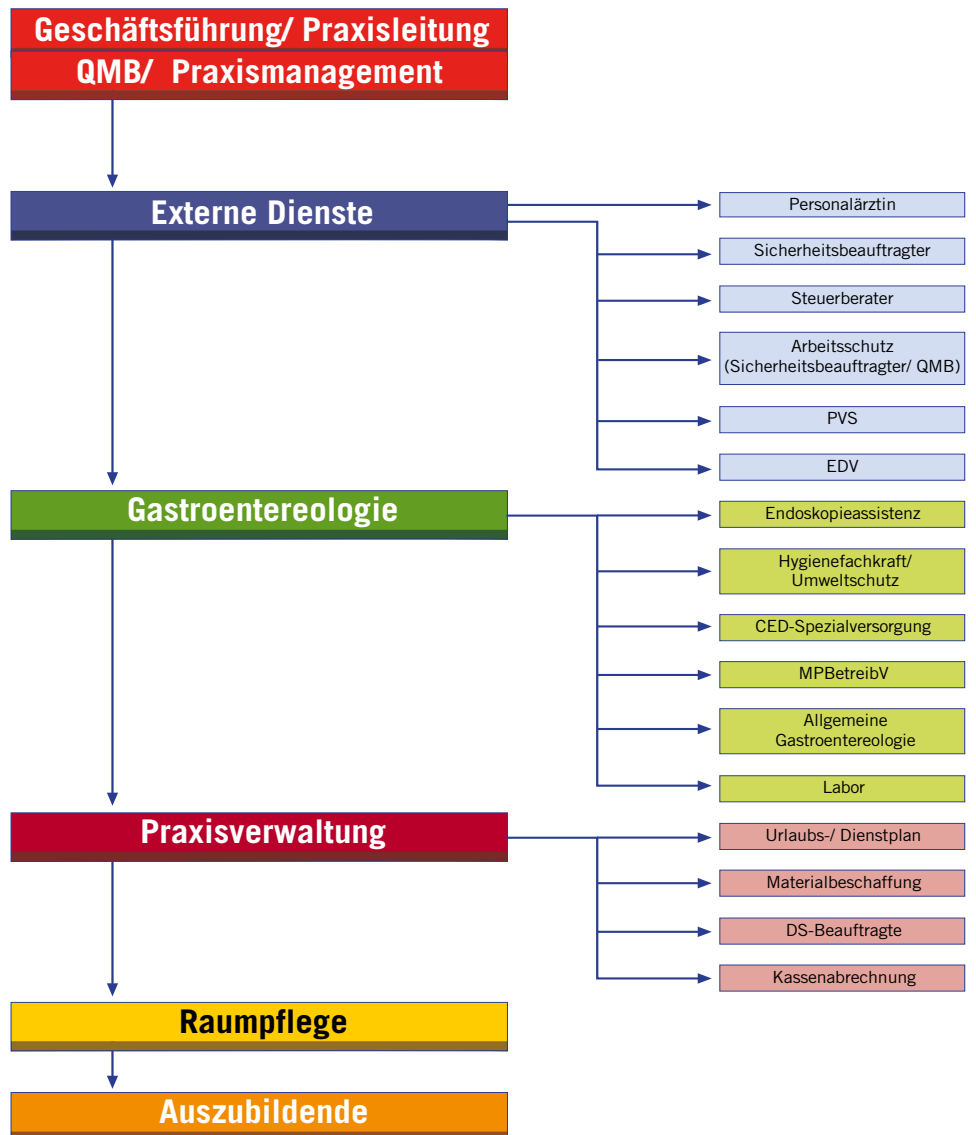 Geschäftsführung/ Praxisleitung
QMB/ Praxismanagement
Externe Dienste
Personalärztin
Sicherheitsbeauftragter
Steuerberater
Arbeitsschutz
(Sicherheitsbeauftragter/ QMB)
PVS
EDV
Gastroentereologie
Endoskopieassistenz
Hygienefachkraft/
Umweltschutz
CED-Spezialversorgung
MPBetreibV
Allgemeine
Gastroentereologie
Labor
Praxisverwaltung
Urlaubs-/ Dienstplan
Materialbeschaffung
DS-Beauftragte
Kassenabrechnung
Raumpflege
Auszubildende